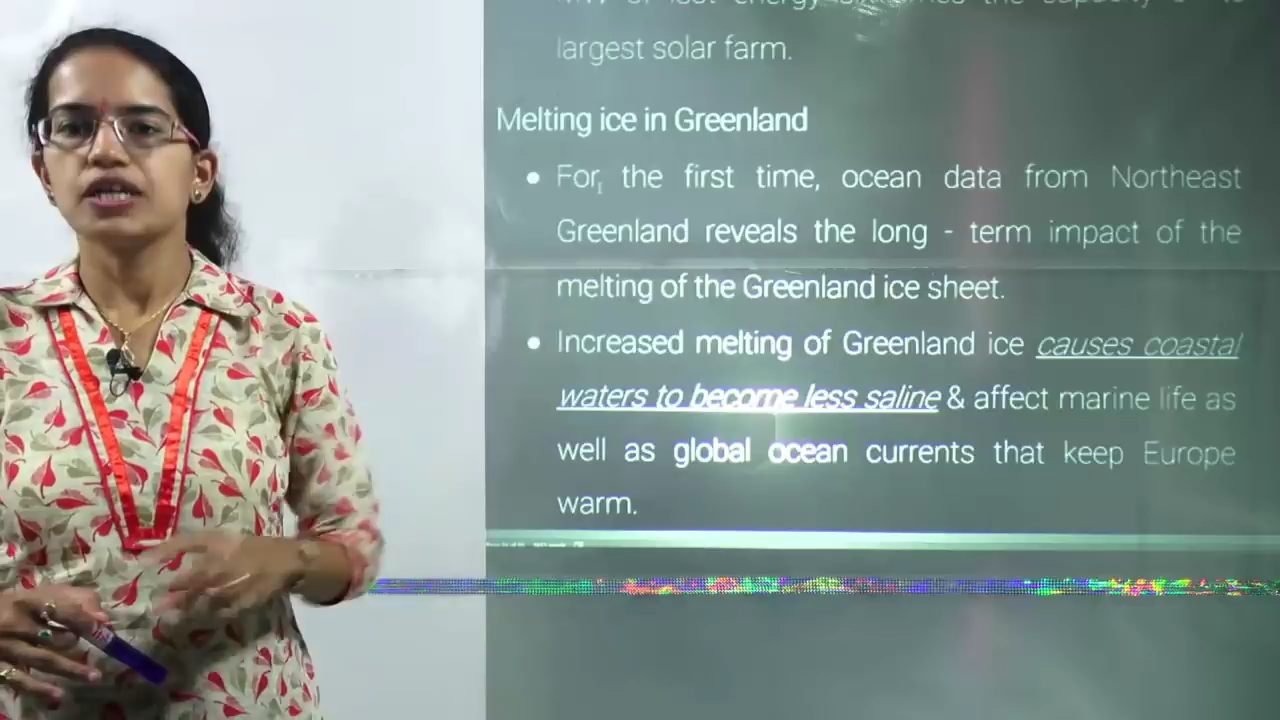 largest solar farm.
Melting ice in Greenland
• For, the first time, ocean data from Northeast
Greenland reveals the long - term impact of the
melting of the Greenland ice sheet.
• Increased melting of Greenland ice causes coastal
waters to become less saline & affect marine life as
well as global ocean currents that keep Europe
warm.